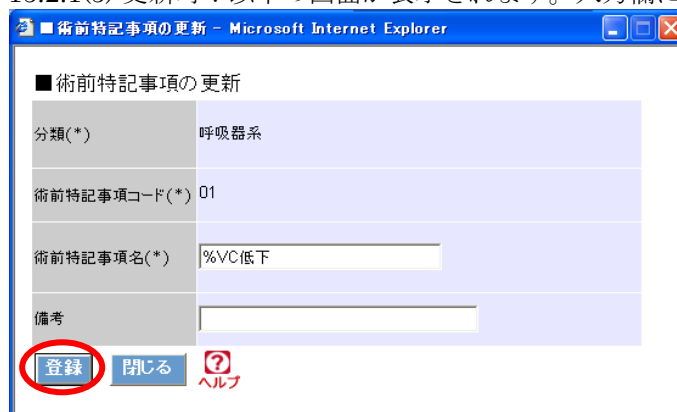 ■術前特記事項の更新 - Microsoft Internet Explorer
■術前特記事項の更新
分類(*) 呼吸器系
術前特記事項コード(*) 01
術前特記事項名(*) %VC低下
備考
登録 閉じる ヘルプ